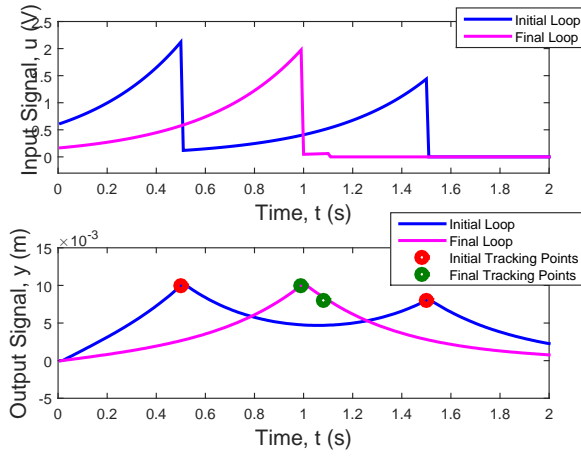 Input Signal, u (V)
2.5
2
1.5
1
0.5
0
0 0.2 0.4 0.6 0.8 1 1.2 1.4 1.6 1.8 2
Time, t (s)
Initial Loop
Final Loop
Output Signal, y (m)
×10⁻³
15
10
5
0
0 0.2 0.4 0.6 0.8 1 1.2 1.4 1.6 1.8 2
Time, t (s)
Initial Loop
Final Loop
Initial Tracking Points
Final Tracking Points